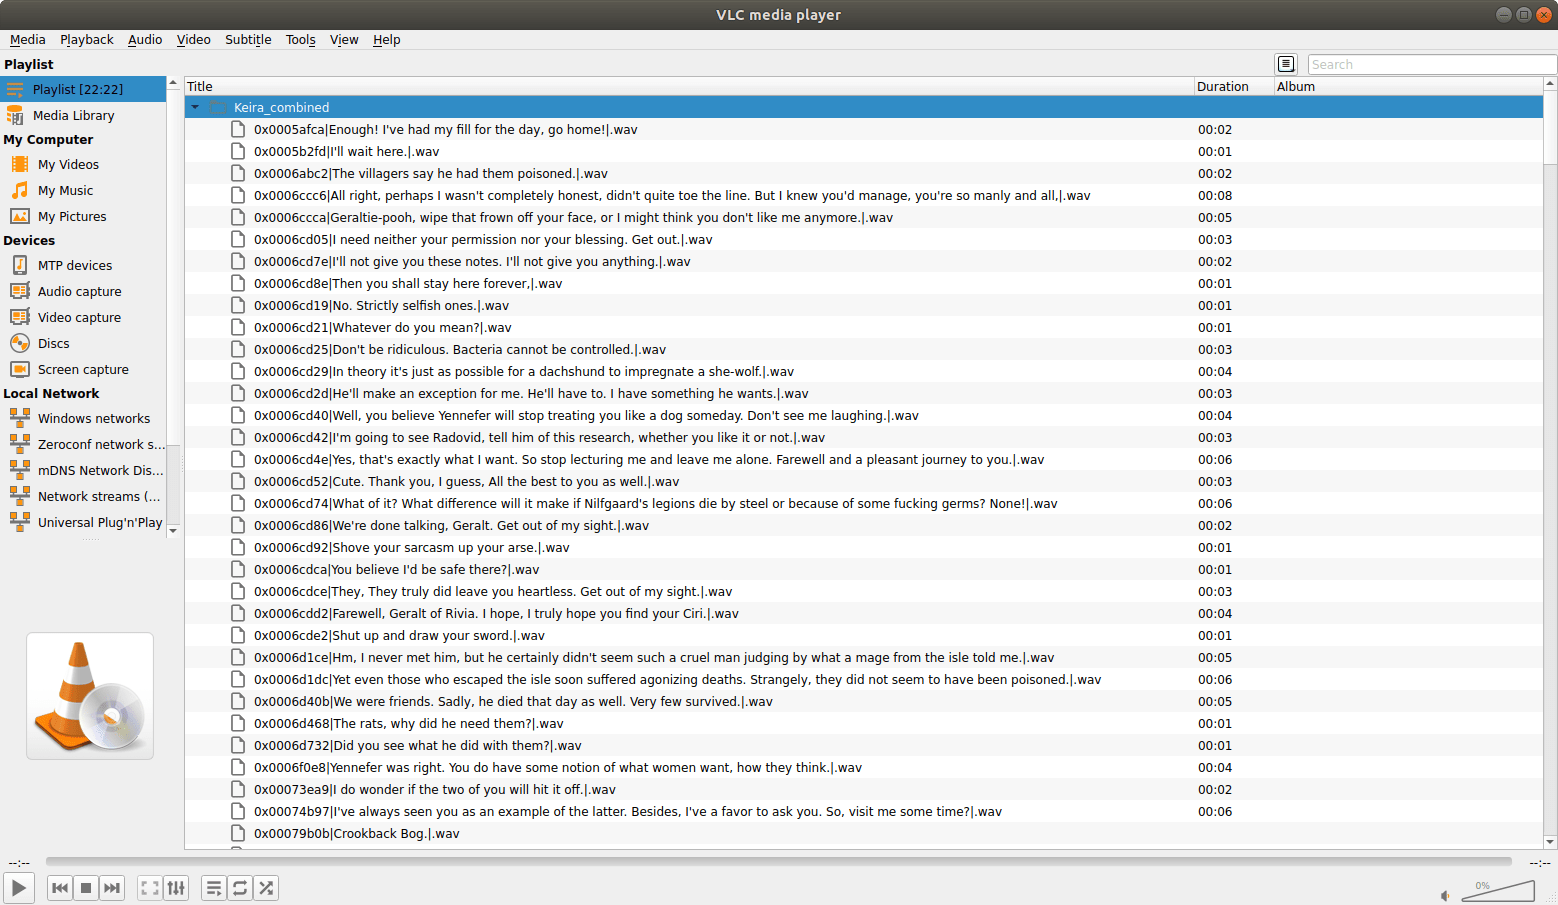 VLC media player
Media Playback Audio Video Subtitle Tools View Help
Playlist
Search
Playlist [22:22]
Media Library
My Computer
My Videos
My Music
My Pictures
Devices
MTP devices
Audio capture
Video capture
Discs
Screen capture
Local Network
Windows networks
Zeroconf network s...
mDNS Network Dis...
Network streams (...
Universal Plug'n'Play
Title Duration Album
Keira_combined
0x0005afca|Enough! I've had my fill for the day, go home!|.wav 00:02
0x0005b2fd|I'll wait here.|.wav 00:01
0x0006abc2|The villagers say he had them poisoned.|.wav 00:02
0x0006ccc6|All right, perhaps I wasn't completely honest, didn't quite toe the line. But I knew you'd manage, you're so manly and all,|.wav 00:08
0x0006ccca|Geraltie-pooh, wipe that frown off your face, or I might think you don't like me anymore.|.wav 00:05
0x0006cd05|I need neither your permission nor your blessing. Get out.|.wav 00:03
0x0006cd7e|I'll not give you these notes. I'll not give you anything.|.wav 00:02
0x0006cd8e|Then you shall stay here forever,|.wav 00:01
0x0006cd19|No. Strictly selfish ones.|.wav 00:01
0x0006cd21|Whatever do you mean?|.wav 00:01
0x0006cd25|Don't be ridiculous. Bacteria cannot be controlled.|.wav 00:03
0x0006cd29|In theory it's just as possible for a dachshund to impregnate a she-wolf.|.wav 00:04
0x0006cd2d|He'll make an exception for me. He'll have to. I have something he wants.|.wav 00:03
0x0006cd40|Well, you believe Yennefer will stop treating you like a dog someday. Don't see me laughing.|.wav 00:04
0x0006cd42|I'm going to see Radovid, tell him of this research, whether you like it or not.|.wav 00:03
0x0006cd4e|Yes, that's exactly what I want. So stop lecturing me and leave me alone. Farewell and a pleasant journey to you.|.wav 00:06
0x0006cd52|Cute. Thank you, I guess, All the best to you as well.|.wav 00:03
0x0006cd74|What of it? What difference will it make if Nilfgaard's legions die by steel or because of some fucking germs? None!|.wav 00:06
0x0006cd86|We're done talking, Geralt. Get out of my sight.|.wav 00:02
0x0006cd92|Shove your sarcasm up your arse.|.wav 00:01
0x0006cdca|You believe I'd be safe there?|.wav 00:01
0x0006cdce|They, They truly did leave you heartless. Get out of my sight.|.wav 00:03
0x0006cdd2|Farewell, Geralt of Rivia. I hope, I truly hope you find your Ciri.|.wav 00:04
0x0006cde2|Shut up and draw your sword.|.wav 00:01
0x0006d1ce|Hm, I never met him, but he certainly didn't seem such a cruel man judging by what a mage from the isle told me.|.wav 00:05
0x0006d1dc|Yet even those who escaped the isle soon suffered agonizing deaths. Strangely, they did not seem to have been poisoned.|.wav 00:06
0x0006d40b|We were friends. Sadly, he died that day as well. Very few survived.|.wav 00:05
0x0006d468|The rats, why did he need them?|.wav 00:01
0x0006d732|Did you see what he did with them?|.wav 00:01
0x0006f0e8|Yennefer was right. You do have some notion of what women want, how they think.|.wav 00:04
0x00073ea9|I do wonder if the two of you will hit it off.|.wav 00:02
0x00074b97|I've always seen you as an example of the latter. Besides, I've a favor to ask you. So, visit me some time?|.wav 00:06
0x00079b0b|Crookback Bog.|.wav
--:-- --:--
0%